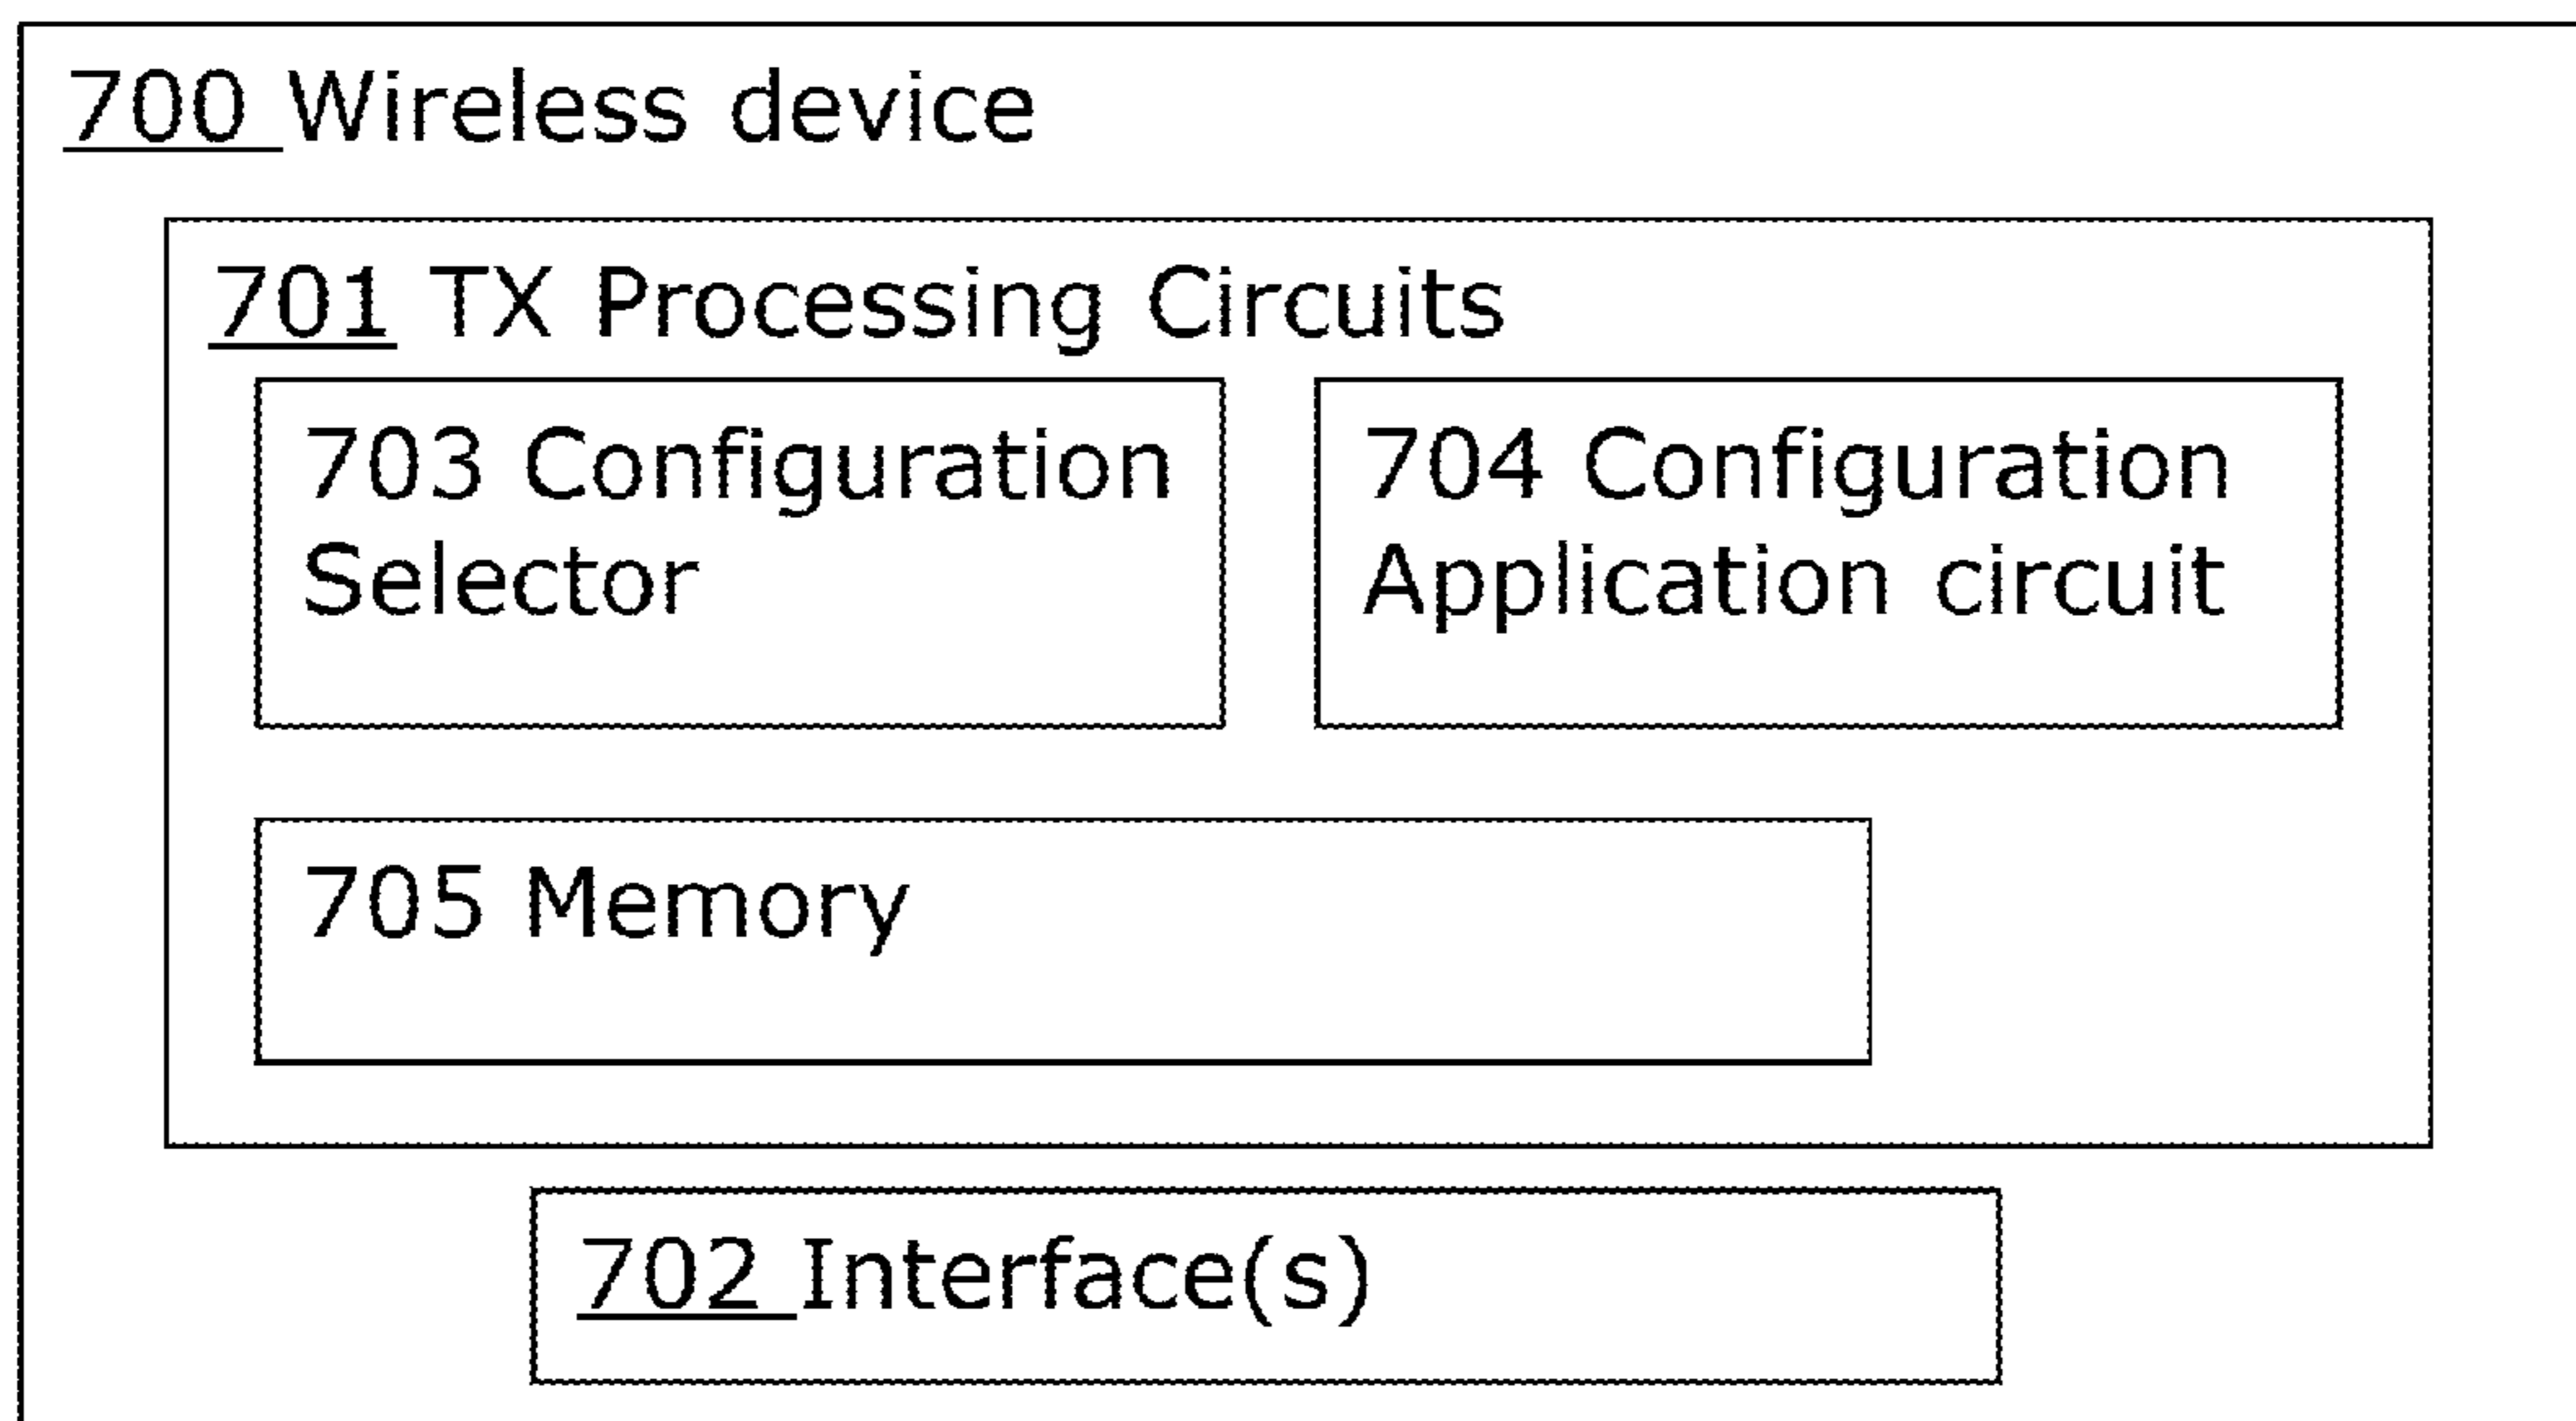 700 Wireless device
701 TX Processing Circuits
703 Configuration
Selector
704 Configuration
Application circuit
705 Memory
702 Interface(s)